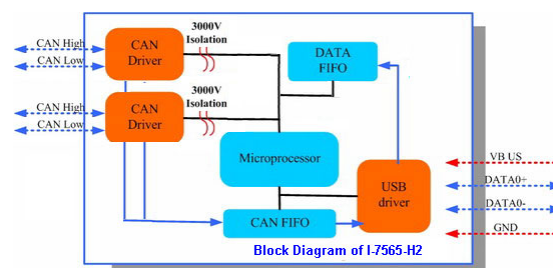 3000V
Isolation
CAN High
CAN Low
CAN
Driver
DATA
FIFO
3000V
Isolation
CAN High
CAN Low
CAN
Driver
Microprocessor
VB US
DATA0+
USB
driver
DATA0-
CAN FIFO
GND
Block Diagram of I-7565-H2